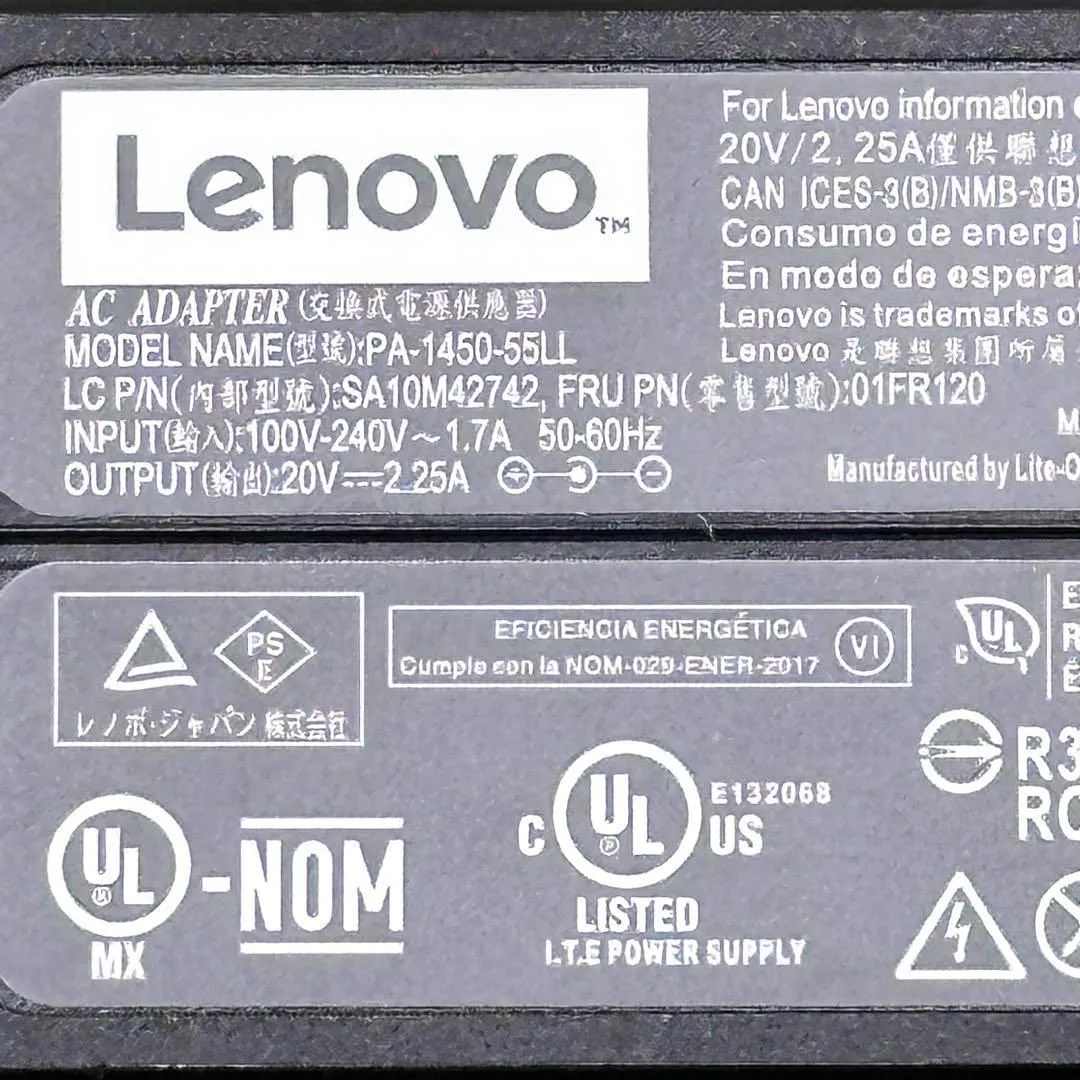 Lenovo™
AC ADAPTER (交換式電源供應器)
MODEL NAME(型號):PA-1450-55LL
LC P/N(內部型號):SA10M42742, FRU PN(零售型號):01FR120
INPUT(輸入):100V-240V~1.7A 50-60Hz
OUTPUT(輸出):20V⎓2.25A
For Lenovo information
20V/2.25A僅供聯想
CAN ICES-3(B)/NMB-3(B)
Consumo de energí
En modo de espera
Lenovo is trademarks o
Lenovo 是聯想集團所屬
M
Manufactured by Lite-O
PS
E
レノボ・ジャパン株式会社
EFICIENCIA ENERGÉTICA
Cumple con la NOM-029-ENER-2017
VI
c UL
E
R
É
R3
RO
UL
MX
-NOM
C UL US
E132068
LISTED
I.T.E POWER SUPPLY